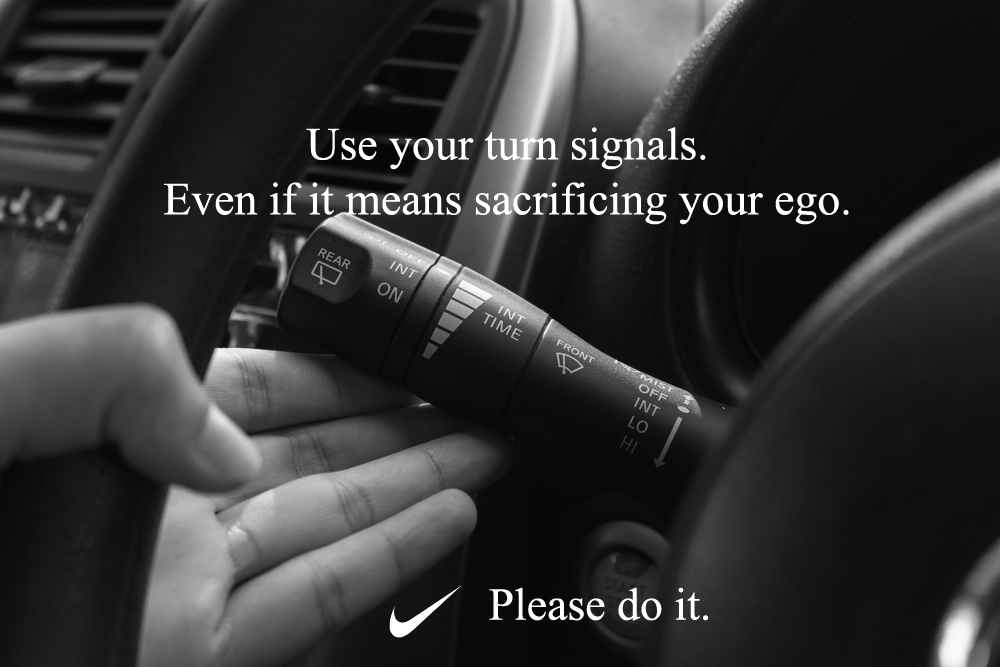 Use your turn signals.
Even if it means sacrificing your ego.
REAR
INT
ON
INT
TIME
FRONT
MIST
OFF
INT
LO
HI
Please do it.